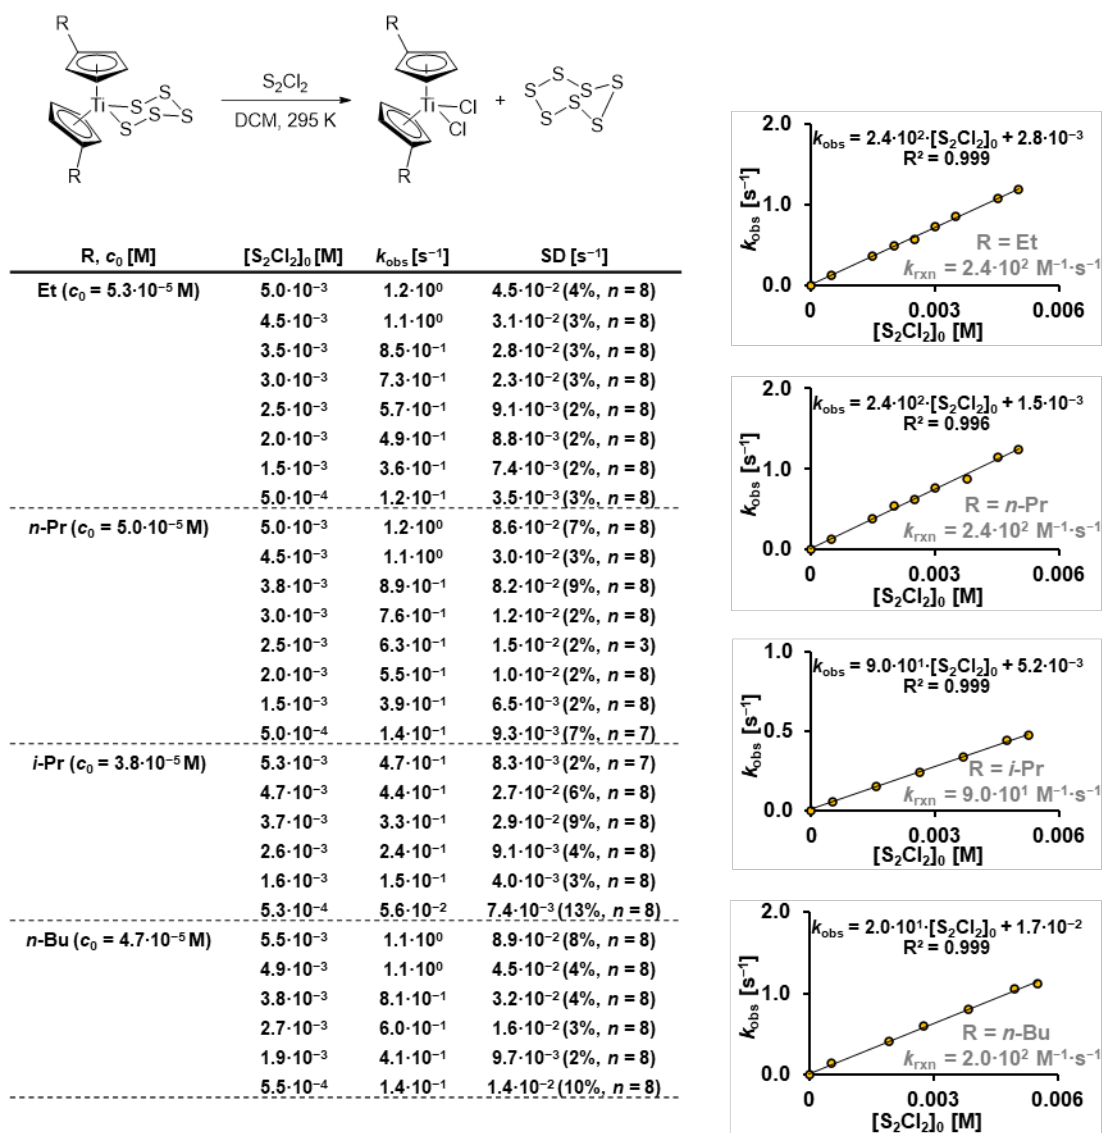 R
R
S₂Cl₂
DCM, 295 K
Ti
S
S
S
S
S
R
R
Ti
Cl
Cl
+
S
S
S
S
S
S
S
R, c₀ [M] [S₂Cl₂]₀ [M] k_obs [s⁻¹] SD [s⁻¹]
Et (c₀ = 5.3·10⁻⁵ M) 5.0·10⁻³ 1.2·10⁰ 4.5·10⁻² (4%, n = 8)
4.5·10⁻³ 1.1·10⁰ 3.1·10⁻² (3%, n = 8)
3.5·10⁻³ 8.5·10⁻¹ 2.8·10⁻² (3%, n = 8)
3.0·10⁻³ 7.3·10⁻¹ 2.3·10⁻² (3%, n = 8)
2.5·10⁻³ 5.7·10⁻¹ 9.1·10⁻³ (2%, n = 8)
2.0·10⁻³ 4.9·10⁻¹ 8.8·10⁻³ (2%, n = 8)
1.5·10⁻³ 3.6·10⁻¹ 7.4·10⁻³ (2%, n = 8)
5.0·10⁻⁴ 1.2·10⁻¹ 3.5·10⁻³ (3%, n = 8)
n-Pr (c₀ = 5.0·10⁻⁵ M) 5.0·10⁻³ 1.2·10⁰ 8.6·10⁻² (7%, n = 8)
4.5·10⁻³ 1.1·10⁰ 3.0·10⁻² (3%, n = 8)
3.8·10⁻³ 8.9·10⁻¹ 8.2·10⁻² (9%, n = 8)
3.0·10⁻³ 7.6·10⁻¹ 1.2·10⁻² (2%, n = 8)
2.5·10⁻³ 6.3·10⁻¹ 1.5·10⁻² (2%, n = 3)
2.0·10⁻³ 5.5·10⁻¹ 1.0·10⁻² (2%, n = 8)
1.5·10⁻³ 3.9·10⁻¹ 6.5·10⁻³ (2%, n = 8)
5.0·10⁻⁴ 1.4·10⁻¹ 9.3·10⁻³ (7%, n = 7)
i-Pr (c₀ = 3.8·10⁻⁵ M) 5.3·10⁻³ 4.7·10⁻¹ 8.3·10⁻³ (2%, n = 7)
4.7·10⁻³ 4.4·10⁻¹ 2.7·10⁻² (6%, n = 8)
3.7·10⁻³ 3.3·10⁻¹ 2.9·10⁻² (9%, n = 8)
2.6·10⁻³ 2.4·10⁻¹ 9.1·10⁻³ (4%, n = 8)
1.6·10⁻³ 1.5·10⁻¹ 4.0·10⁻³ (3%, n = 8)
5.3·10⁻⁴ 5.6·10⁻² 7.4·10⁻³ (13%, n = 8)
n-Bu (c₀ = 4.7·10⁻⁵ M) 5.5·10⁻³ 1.1·10⁰ 8.9·10⁻² (8%, n = 8)
4.9·10⁻³ 1.1·10⁰ 4.5·10⁻² (4%, n = 8)
3.8·10⁻³ 8.1·10⁻¹ 3.2·10⁻² (4%, n = 8)
2.7·10⁻³ 6.0·10⁻¹ 1.6·10⁻² (3%, n = 8)
1.9·10⁻³ 4.1·10⁻¹ 9.7·10⁻³ (2%, n = 8)
5.5·10⁻⁴ 1.4·10⁻¹ 1.4·10⁻² (10%, n = 8)
2.0
k_obs = 2.4·10²·[S₂Cl₂]₀ + 2.8·10⁻³
R² = 0.999
k_obs [s⁻¹]
1.0
R = Et
k_rxn = 2.4·10² M⁻¹·s⁻¹
0.0
0 0.003 0.006
[S₂Cl₂]₀ [M]
2.0
k_obs = 2.4·10²·[S₂Cl₂]₀ + 1.5·10⁻³
R² = 0.996
k_obs [s⁻¹]
1.0
R = n-Pr
k_rxn = 2.4·10² M⁻¹·s⁻¹
0.0
0 0.003 0.006
[S₂Cl₂]₀ [M]
1.0
k_obs = 9.0·10¹·[S₂Cl₂]₀ + 5.2·10⁻³
R² = 0.999
k_obs [s⁻¹]
0.5
R = i-Pr
k_rxn = 9.0·10¹ M⁻¹·s⁻¹
0.0
0 0.003 0.006
[S₂Cl₂]₀ [M]
2.0
k_obs = 2.0·10¹·[S₂Cl₂]₀ + 1.7·10⁻²
R² = 0.999
k_obs [s⁻¹]
1.0
R = n-Bu
k_rxn = 2.0·10² M⁻¹·s⁻¹
0.0
0 0.003 0.006
[S₂Cl₂]₀ [M]